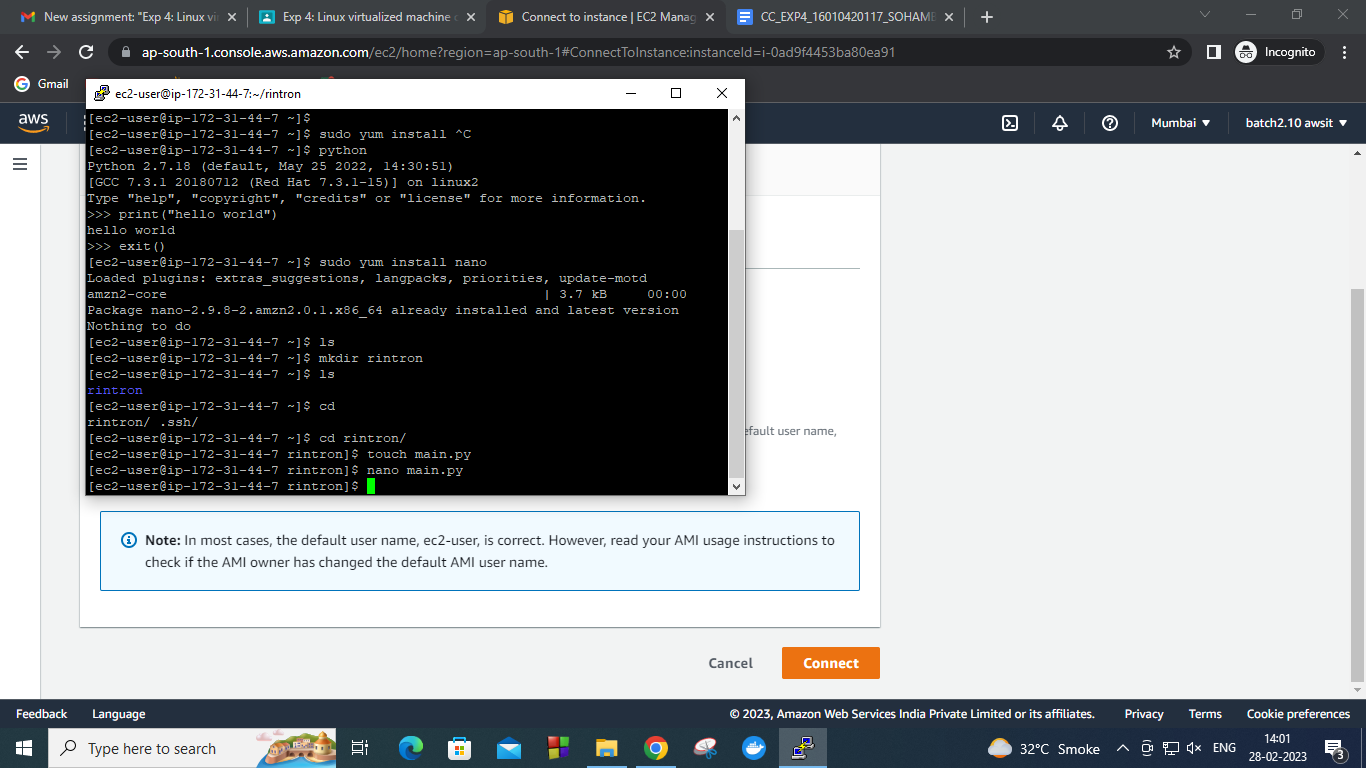 New assignment: "Exp 4: Linux vi
Exp 4: Linux virtualized machine c
Connect to instance | EC2 Manag
CC_EXP4_16010420117_SOHAMB
ap-south-1.console.aws.amazon.com/ec2/home?region=ap-south-1#ConnectToInstance:instanceId=i-0ad9f4453ba80ea91
Incognito
Gmail
ec2-user@ip-172-31-44-7:~/rintron
aws
Mumbai
batch2.10 awsit
[ec2-user@ip-172-31-44-7 ~]$
[ec2-user@ip-172-31-44-7 ~]$ sudo yum install ^C
[ec2-user@ip-172-31-44-7 ~]$ python
Python 2.7.18 (default, May 25 2022, 14:30:51)
[GCC 7.3.1 20180712 (Red Hat 7.3.1-15)] on linux2
Type "help", "copyright", "credits" or "license" for more information.
>>> print("hello world")
hello world
>>> exit()
[ec2-user@ip-172-31-44-7 ~]$ sudo yum install nano
Loaded plugins: extras_suggestions, langpacks, priorities, update-motd
amzn2-core | 3.7 kB 00:00
Package nano-2.9.8-2.amzn2.0.1.x86_64 already installed and latest version
Nothing to do
[ec2-user@ip-172-31-44-7 ~]$ ls
[ec2-user@ip-172-31-44-7 ~]$ mkdir rintron
[ec2-user@ip-172-31-44-7 ~]$ ls
rintron
[ec2-user@ip-172-31-44-7 ~]$ cd
rintron/ .ssh/
[ec2-user@ip-172-31-44-7 ~]$ cd rintron/
[ec2-user@ip-172-31-44-7 rintron]$ touch main.py
[ec2-user@ip-172-31-44-7 rintron]$ nano main.py
[ec2-user@ip-172-31-44-7 rintron]$
efault user name,
Note: In most cases, the default user name, ec2-user, is correct. However, read your AMI usage instructions to
check if the AMI owner has changed the default AMI user name.
Cancel
Connect
Feedback
Language
© 2023, Amazon Web Services India Private Limited or its affiliates.
Privacy
Terms
Cookie preferences
Type here to search
32°C Smoke
ENG
14:01
28-02-2023
3